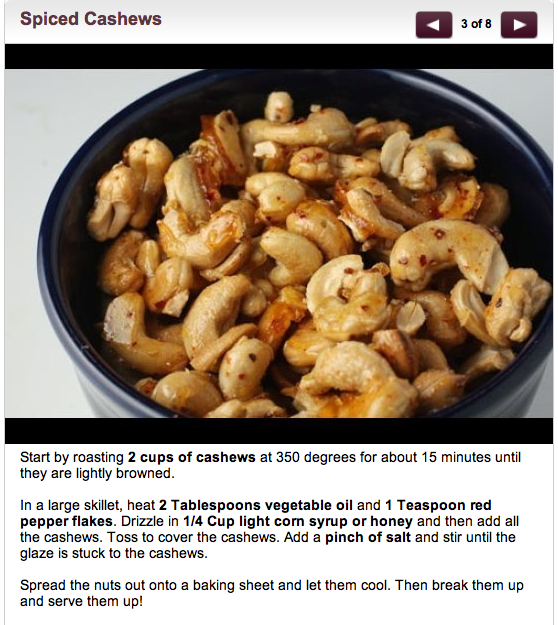 Spiced Cashews
3 of 8
Start by roasting 2 cups of cashews at 350 degrees for about 15 minutes until
they are lightly browned.
In a large skillet, heat 2 Tablespoons vegetable oil and 1 Teaspoon red
pepper flakes. Drizzle in 1/4 Cup light corn syrup or honey and then add all
the cashews. Toss to cover the cashews. Add a pinch of salt and stir until the
glaze is stuck to the cashews.
Spread the nuts out onto a baking sheet and let them cool. Then break them up
and serve them up!